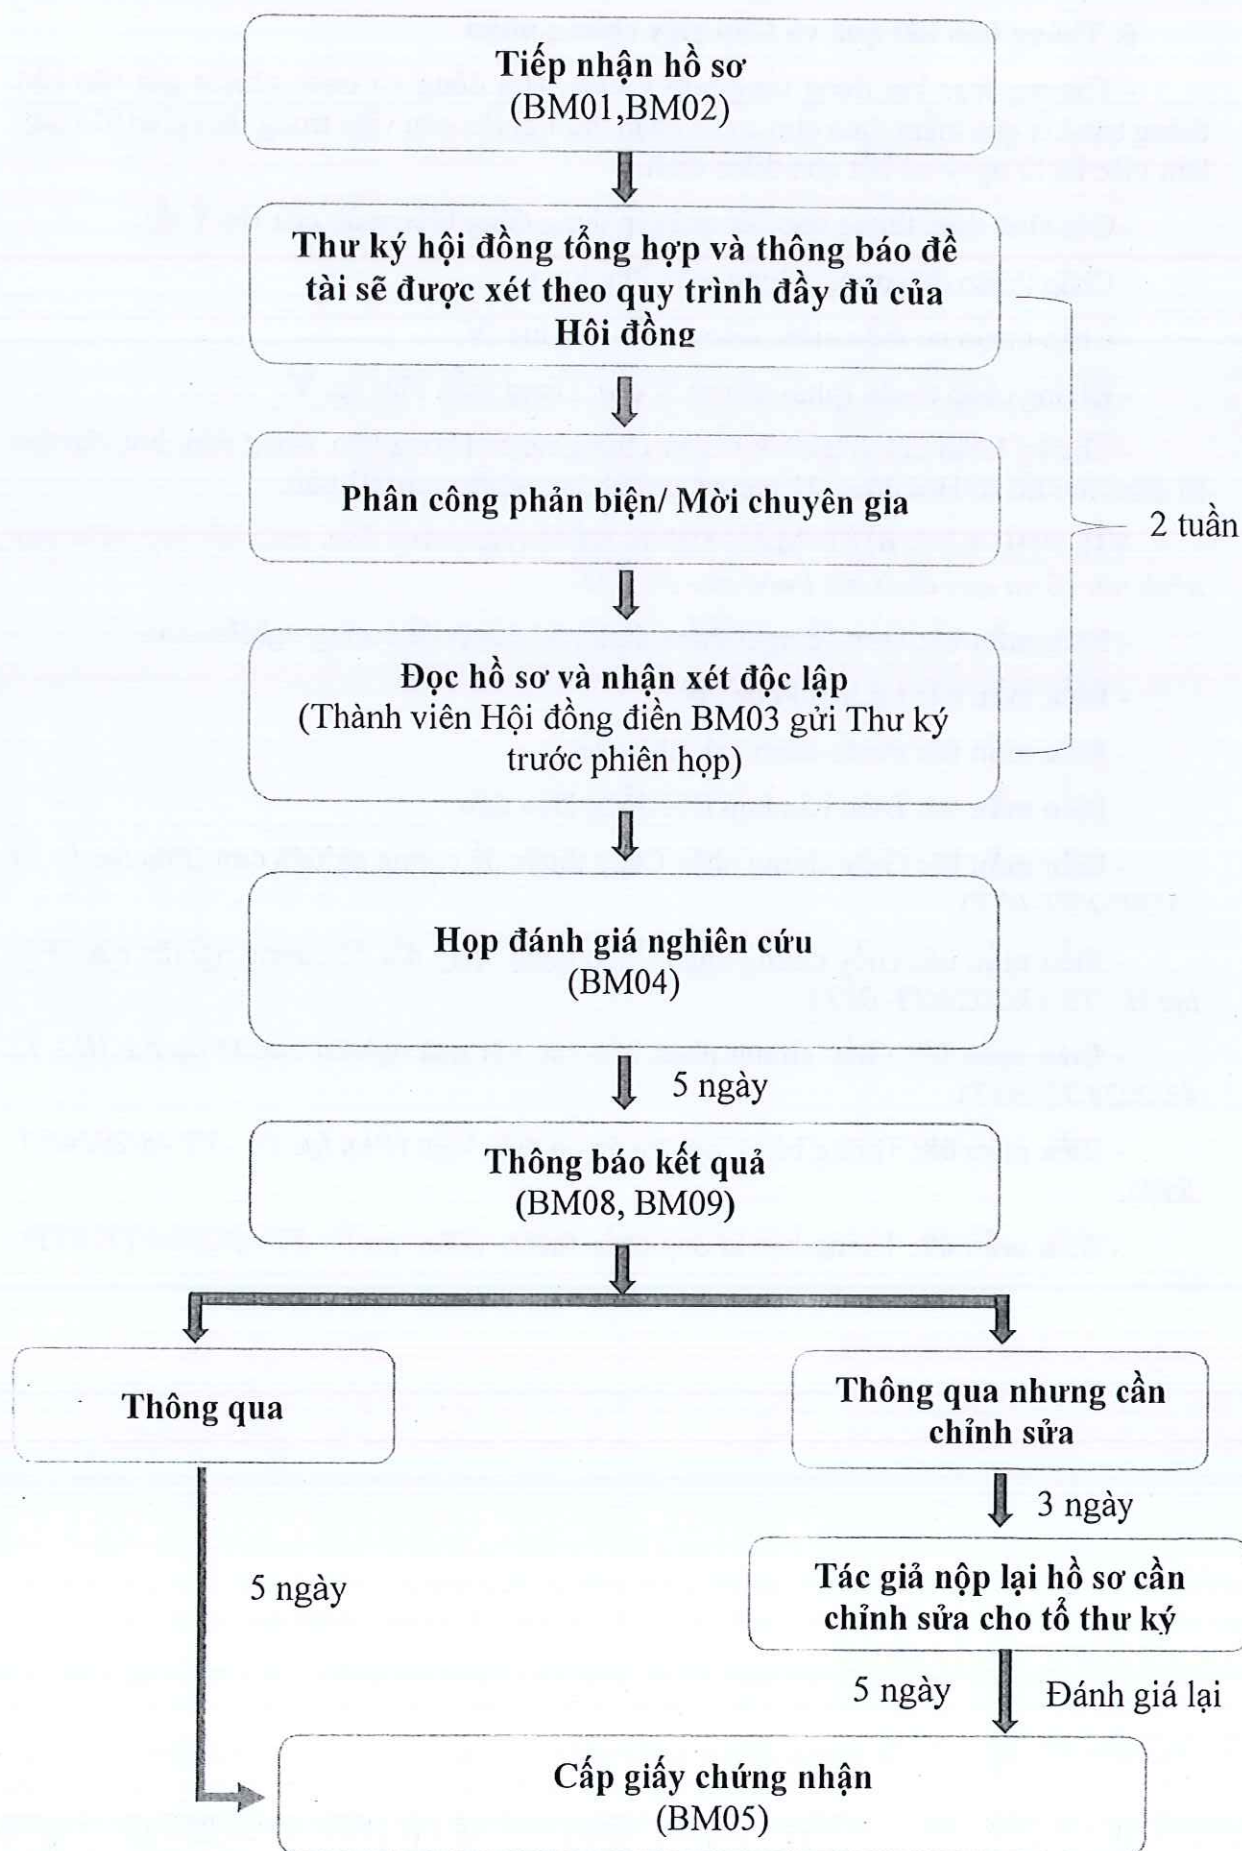 Tiếp nhận hồ sơ
(BM01,BM02)
Thư ký hội đồng tổng hợp và thông báo đề
tài sẽ được xét theo quy trình đầy đủ của
Hôi đồng
Phân công phản biện/ Mời chuyên gia
2 tuần
Đọc hồ sơ và nhận xét độc lập
(Thành viên Hội đồng điền BM03 gửi Thư ký
trước phiên họp)
Họp đánh giá nghiên cứu
(BM04)
5 ngày
Thông báo kết quả
(BM08, BM09)
Thông qua
Thông qua nhưng cần
chỉnh sửa
3 ngày
Tác giả nộp lại hồ sơ cần
chỉnh sửa cho tổ thư ký
5 ngày
5 ngày
Đánh giá lại
Cấp giấy chứng nhận
(BM05)